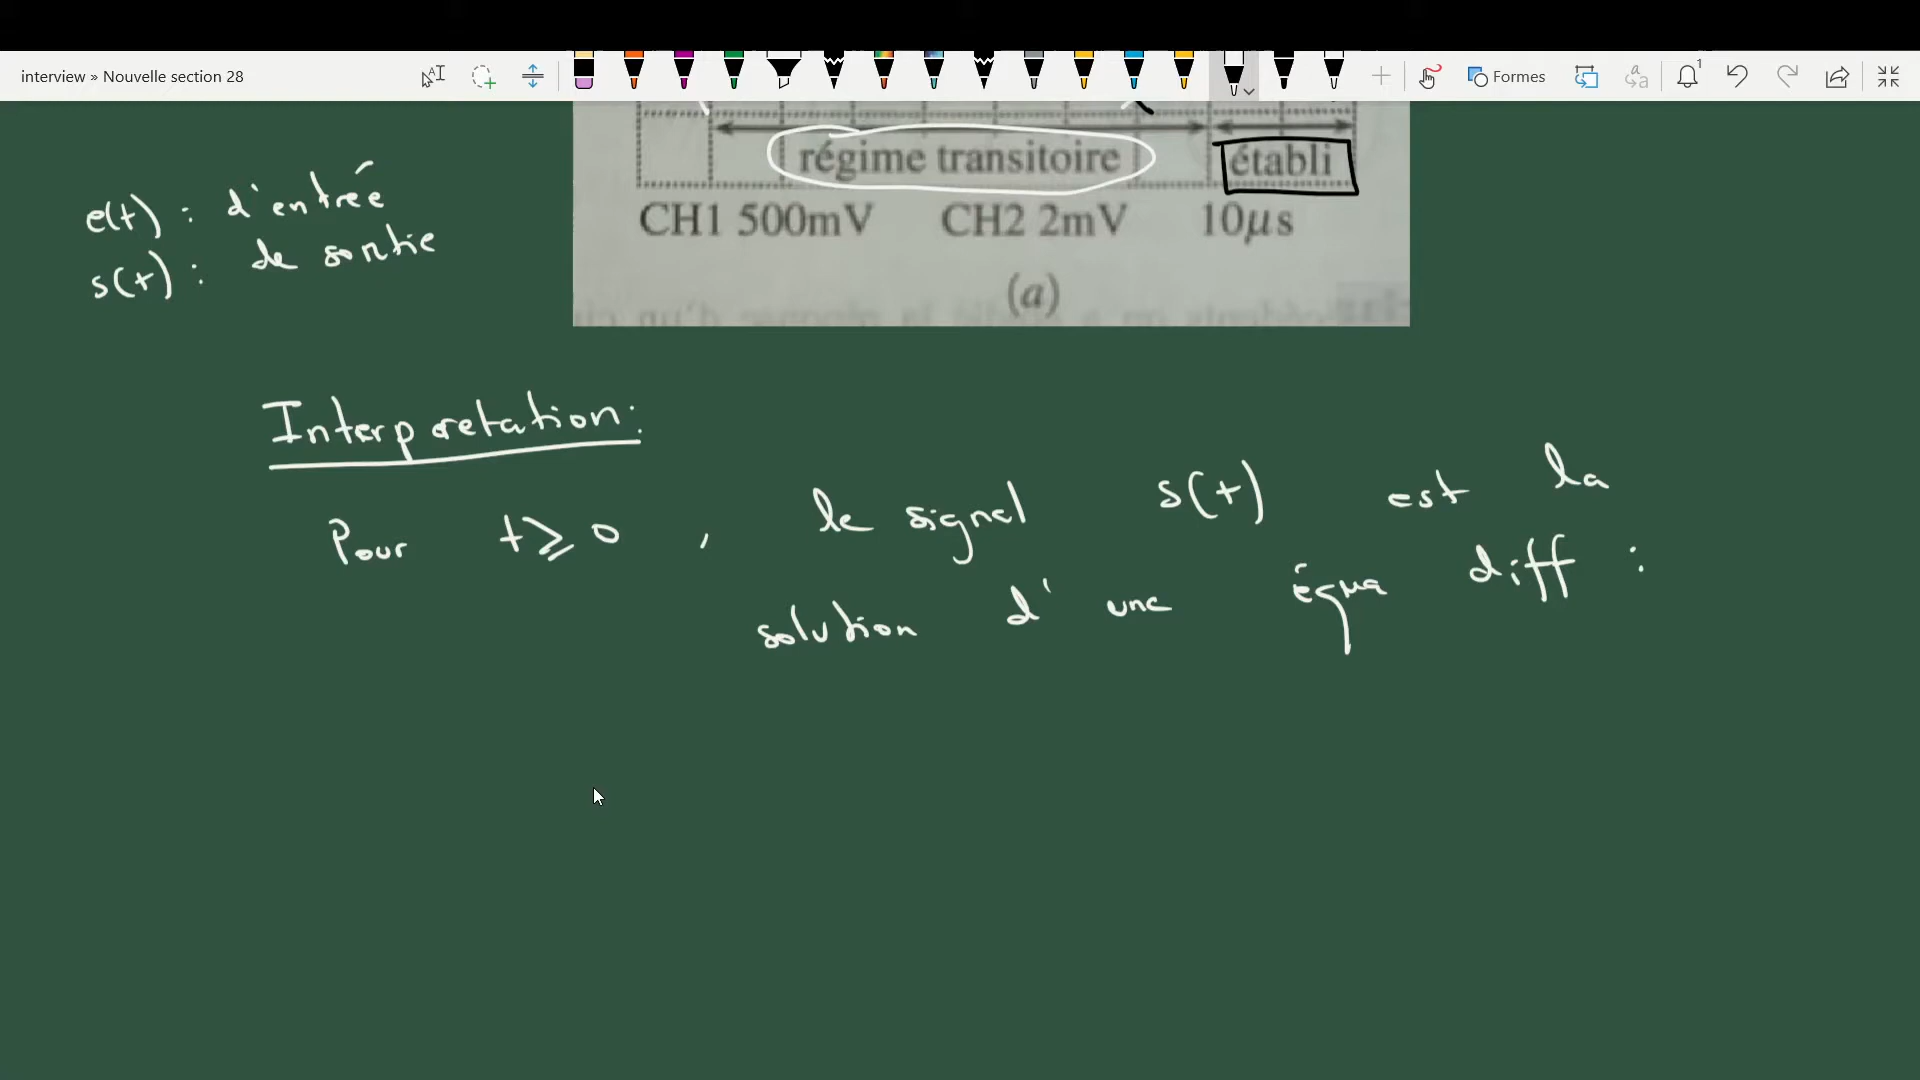 interview » Nouvelle section 28
Formes
1
régime transitoire
établi
CH1 500mV CH2 2mV 10μs
(a)
e(t) : d'entrée
s(t) : de sortie
Interpretation:
Pour t ≥ 0 , le signal s(t) est la
solution d' une équa diff :